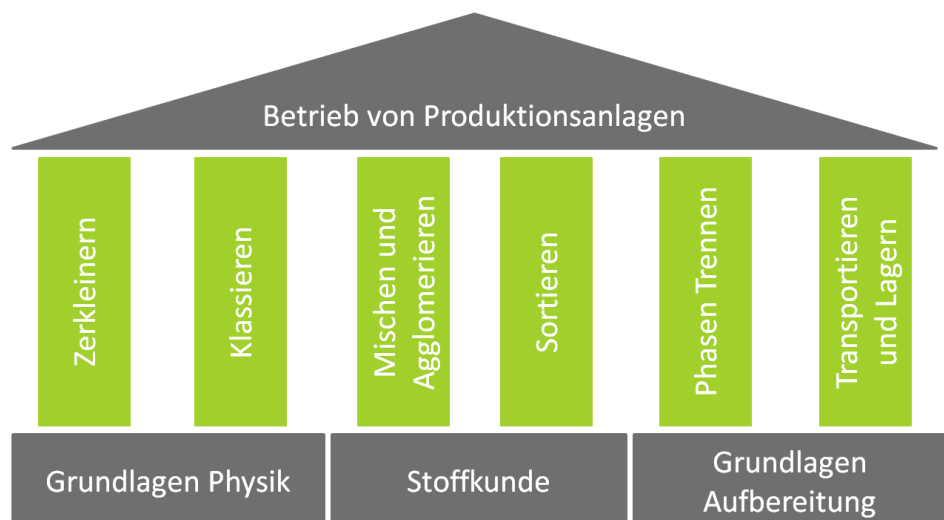 Betrieb von Produktionsanlagen
Zerkleinern
Klassieren
Mischen und
Agglomerieren
Sortieren
Phasen Trennen
Transportieren
und Lagern
Grundlagen Physik
Stoffkunde
Grundlagen
Aufbereitung